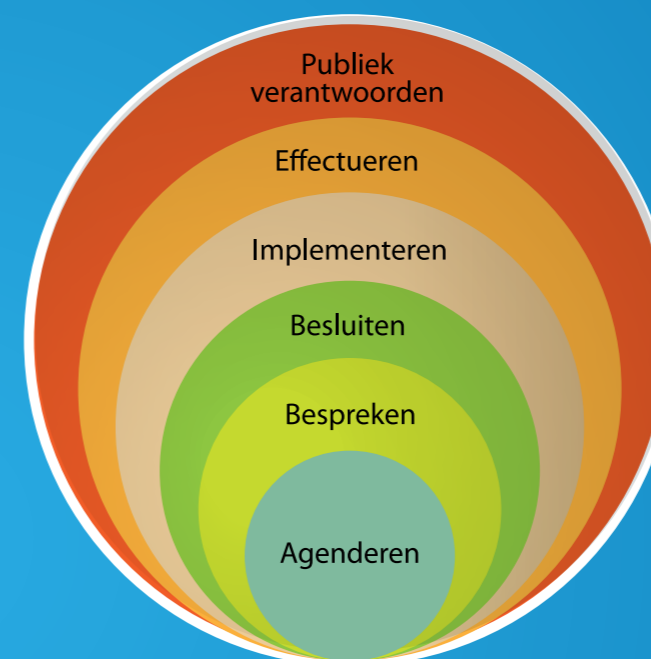 Publiek
verantwoorden
Effectueren
Implementeren
Besluiten
Bespreken
Agenderen